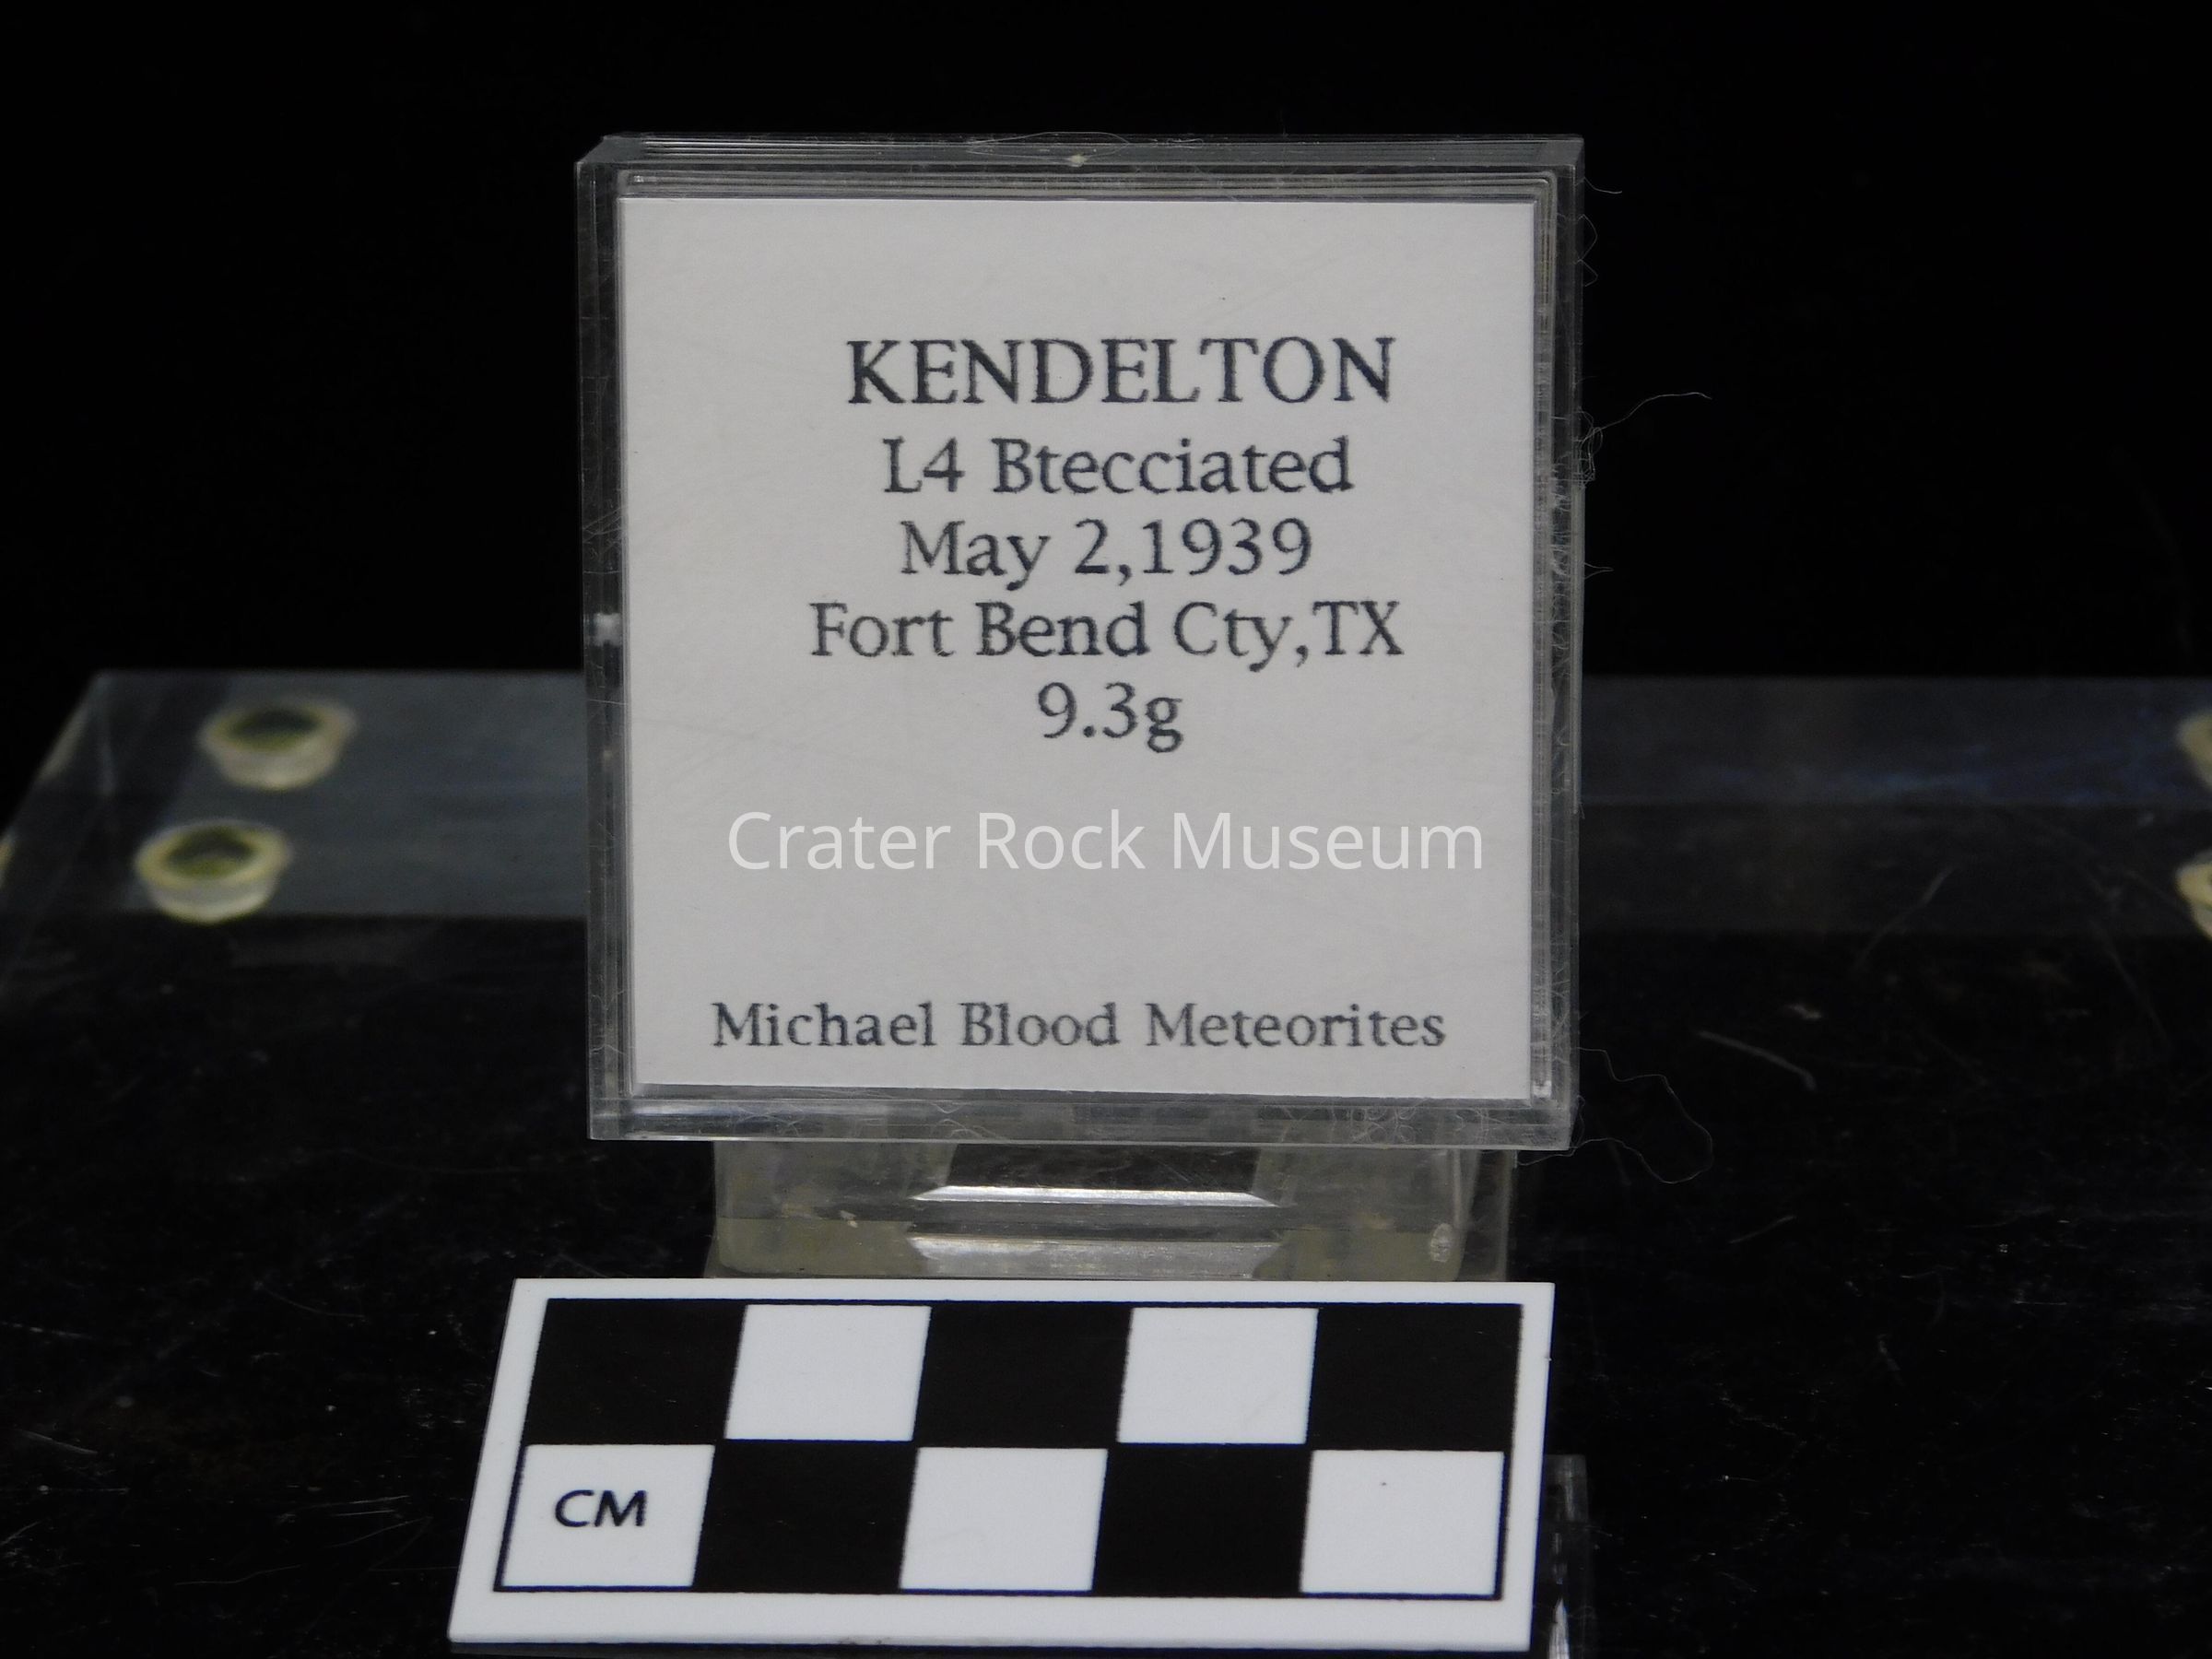 KENDELTON
L4 Btecciated
May 2,1939
Fort Bend Cty,TX
9.3g
Crater Rock Museum
Michael Blood Meteorites
CM